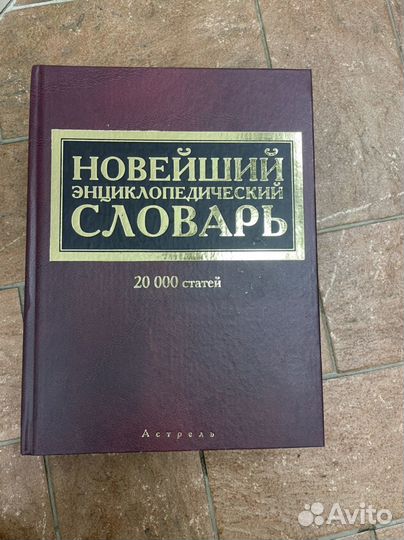 НОВЕЙШИЙ
ЭНЦИКЛОПЕДИЧЕСКИЙ
СЛОВАРЬ
20 000 статей
Астрель
Avito